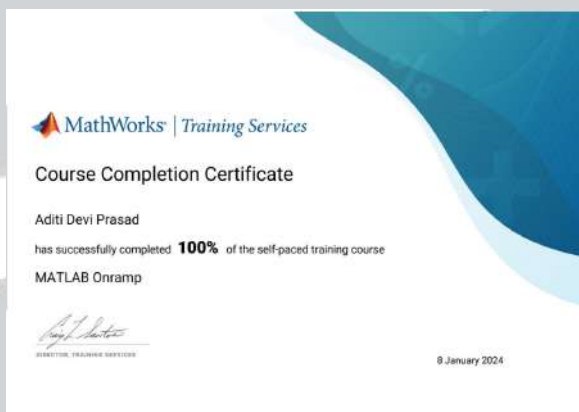 MathWorks® | Training Services
Course Completion Certificate
Aditi Devi Prasad
has successfully completed 100% of the self-paced training course
MATLAB Onramp
DIRECTOR, TRAINING SERVICES
8 January 2024